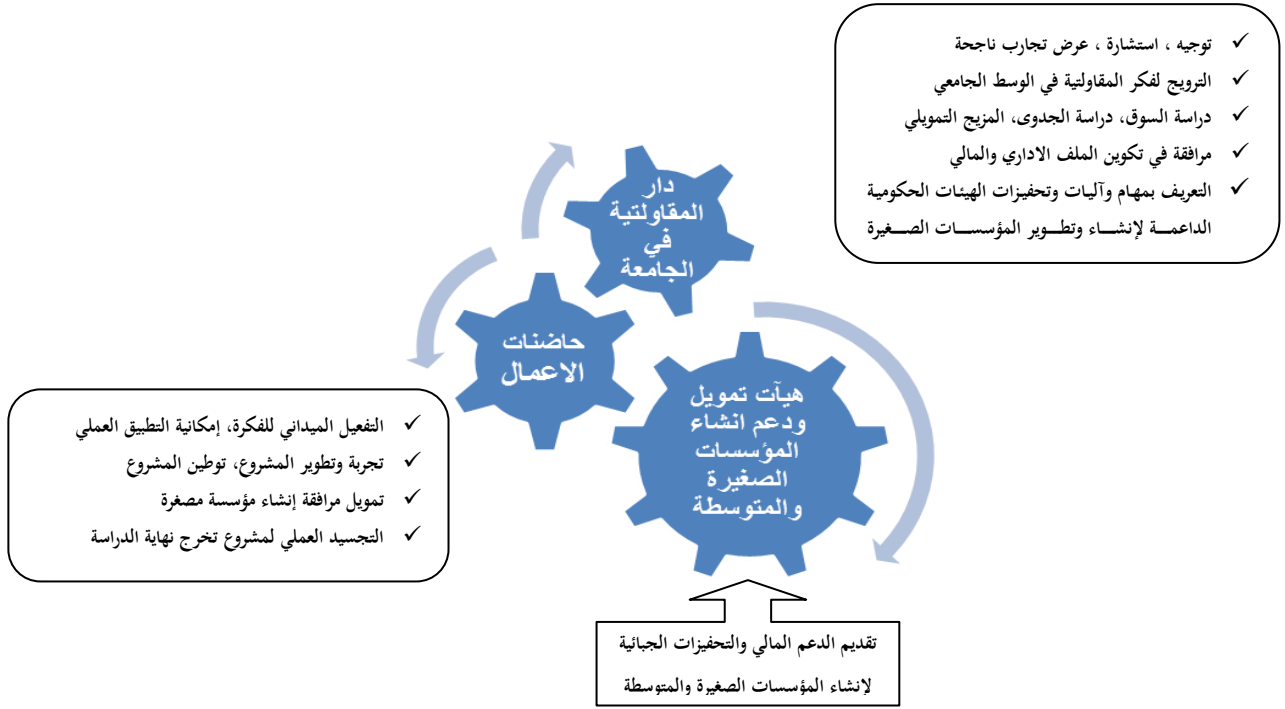 ✓ توجيه ، استشارة ، عرض تجارب ناجحة
✓ الترويج لفكر المقاولتية في الوسط الجامعي
✓ دراسة السوق، دراسة الجدوى، المزيج التمويلي
✓ مرافقة في تكوين الملف الاداري والمالي
✓ التعريف بمهام وآليات وتحفيزات الهيئات الحكومية
الداعمة لإنشاء وتطوير المؤسسات الصغيرة
دار
المقاولتية
في
الجامعة
حاضنات
الاعمال
هيآت تمويل
ودعم انشاء
المؤسسات
الصغيرة
والمتوسطة
✓ التفعيل الميداني للفكرة، إمكانية التطبيق العملي
✓ تجربة وتطوير المشروع، توطين المشروع
✓ تمويل مرافقة إنشاء مؤسسة مصغرة
✓ التجسيد العملي لمشروع تخرج نهاية الدراسة
تقديم الدعم المالي والتحفيزات الجبائية
لإنشاء المؤسسات الصغيرة والمتوسطة